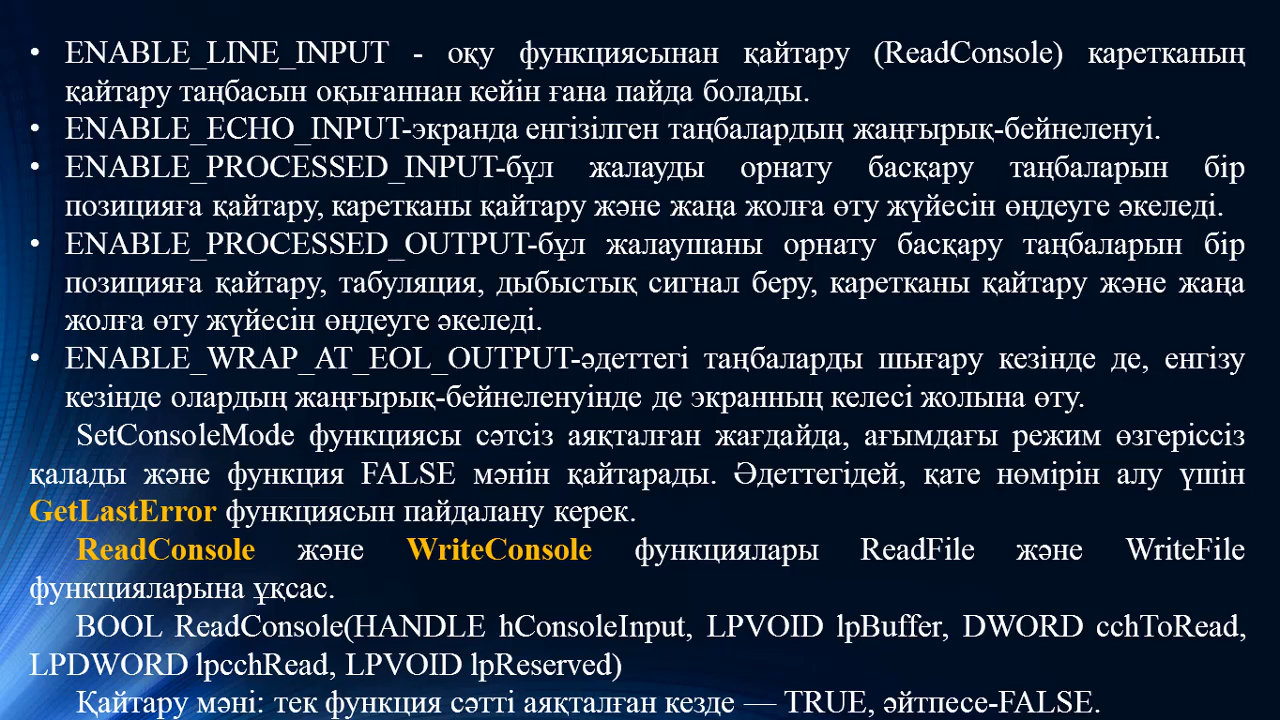 • ENABLE_LINE_INPUT - оқу функциясынан қайтару (ReadConsole) каретканың
қайтару таңбасын оқығаннан кейін ғана пайда болады.
• ENABLE_ECHO_INPUT-экранда енгізілген таңбалардың жаңғырық-бейнеленуі.
• ENABLE_PROCESSED_INPUT-бұл жалауды орнату басқару таңбаларын бір
позицияға қайтару, каретканы қайтару және жаңа жолға өту жүйесін өңдеуге әкеледі.
• ENABLE_PROCESSED_OUTPUT-бұл жалаушаны орнату басқару таңбаларын бір
позицияға қайтару, табуляция, дыбыстық сигнал беру, каретканы қайтару және жаңа
жолға өту жүйесін өңдеуге әкеледі.
• ENABLE_WRAP_AT_EOL_OUTPUT-әдеттегі таңбаларды шығару кезінде де, енгізу
кезінде олардың жаңғырық-бейнеленуінде де экранның келесі жолына өту.
SetConsoleMode функциясы сәтсіз аяқталған жағдайда, ағымдағы режим өзгеріссіз
қалады және функция FALSE мәнін қайтарады. Әдеттегідей, қате нөмірін алу үшін
GetLastError функциясын пайдалану керек.
ReadConsole және WriteConsole функциялары ReadFile және WriteFile
функцияларына ұқсас.
BOOL ReadConsole(HANDLE hConsoleInput, LPVOID lpBuffer, DWORD cchToRead,
LPDWORD lpcchRead, LPVOID lpReserved)
Қайтару мәні: тек функция сәтті аяқталған кезде — TRUE, әйтпесе-FALSE.